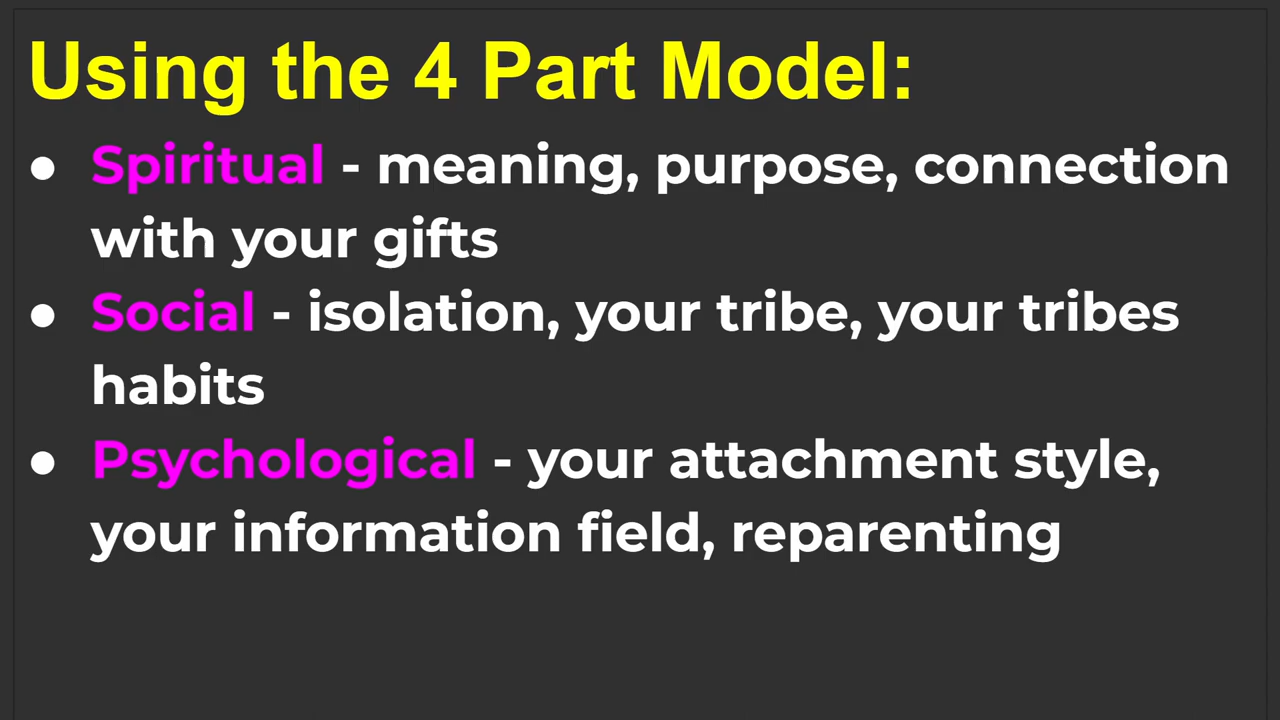 Using the 4 Part Model:
● Spiritual - meaning, purpose, connection
with your gifts
● Social - isolation, your tribe, your tribes
habits
● Psychological - your attachment style,
your information field, reparenting